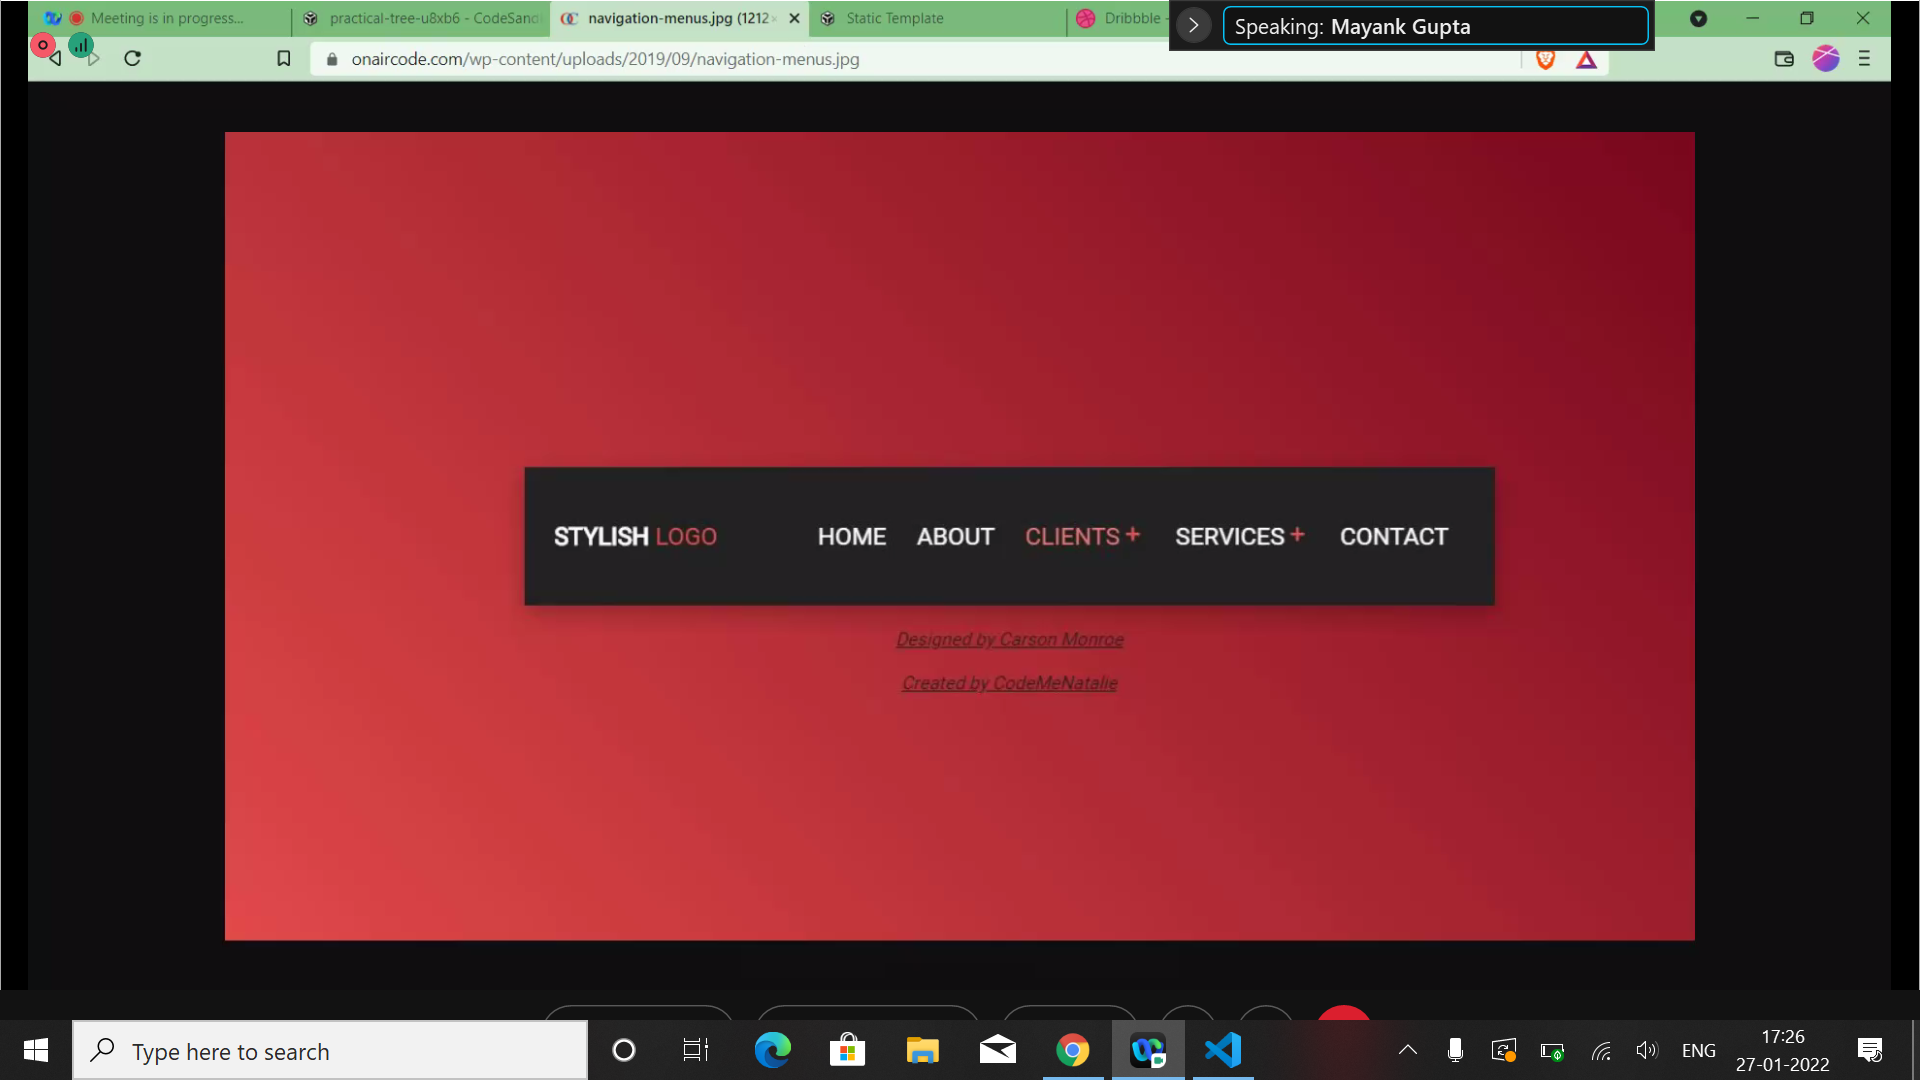 Meeting is in progress...
practical-tree-u8xb6 - CodeSand
navigation-menus.jpg (1212×
Static Template
Dribbble -
Speaking: Mayank Gupta
onaircode.com/wp-content/uploads/2019/09/navigation-menus.jpg
STYLISH LOGO HOME ABOUT CLIENTS + SERVICES + CONTACT
Designed by Carson Monroe
Created by CodeMeNatalie
Type here to search
ENG
17:26
27-01-2022